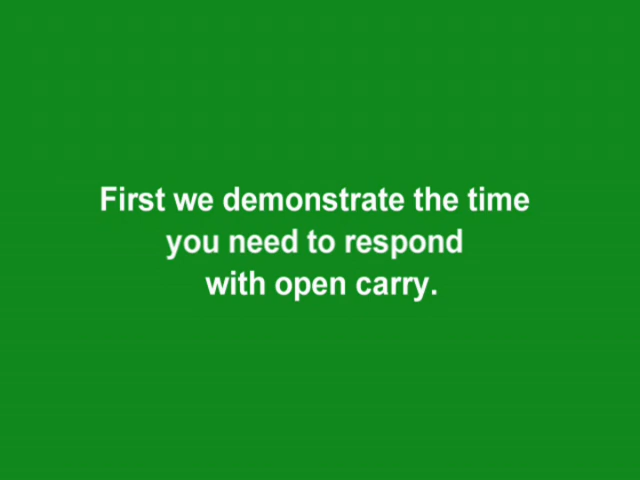 First we demonstrate the time
you need to respond
with open carry.